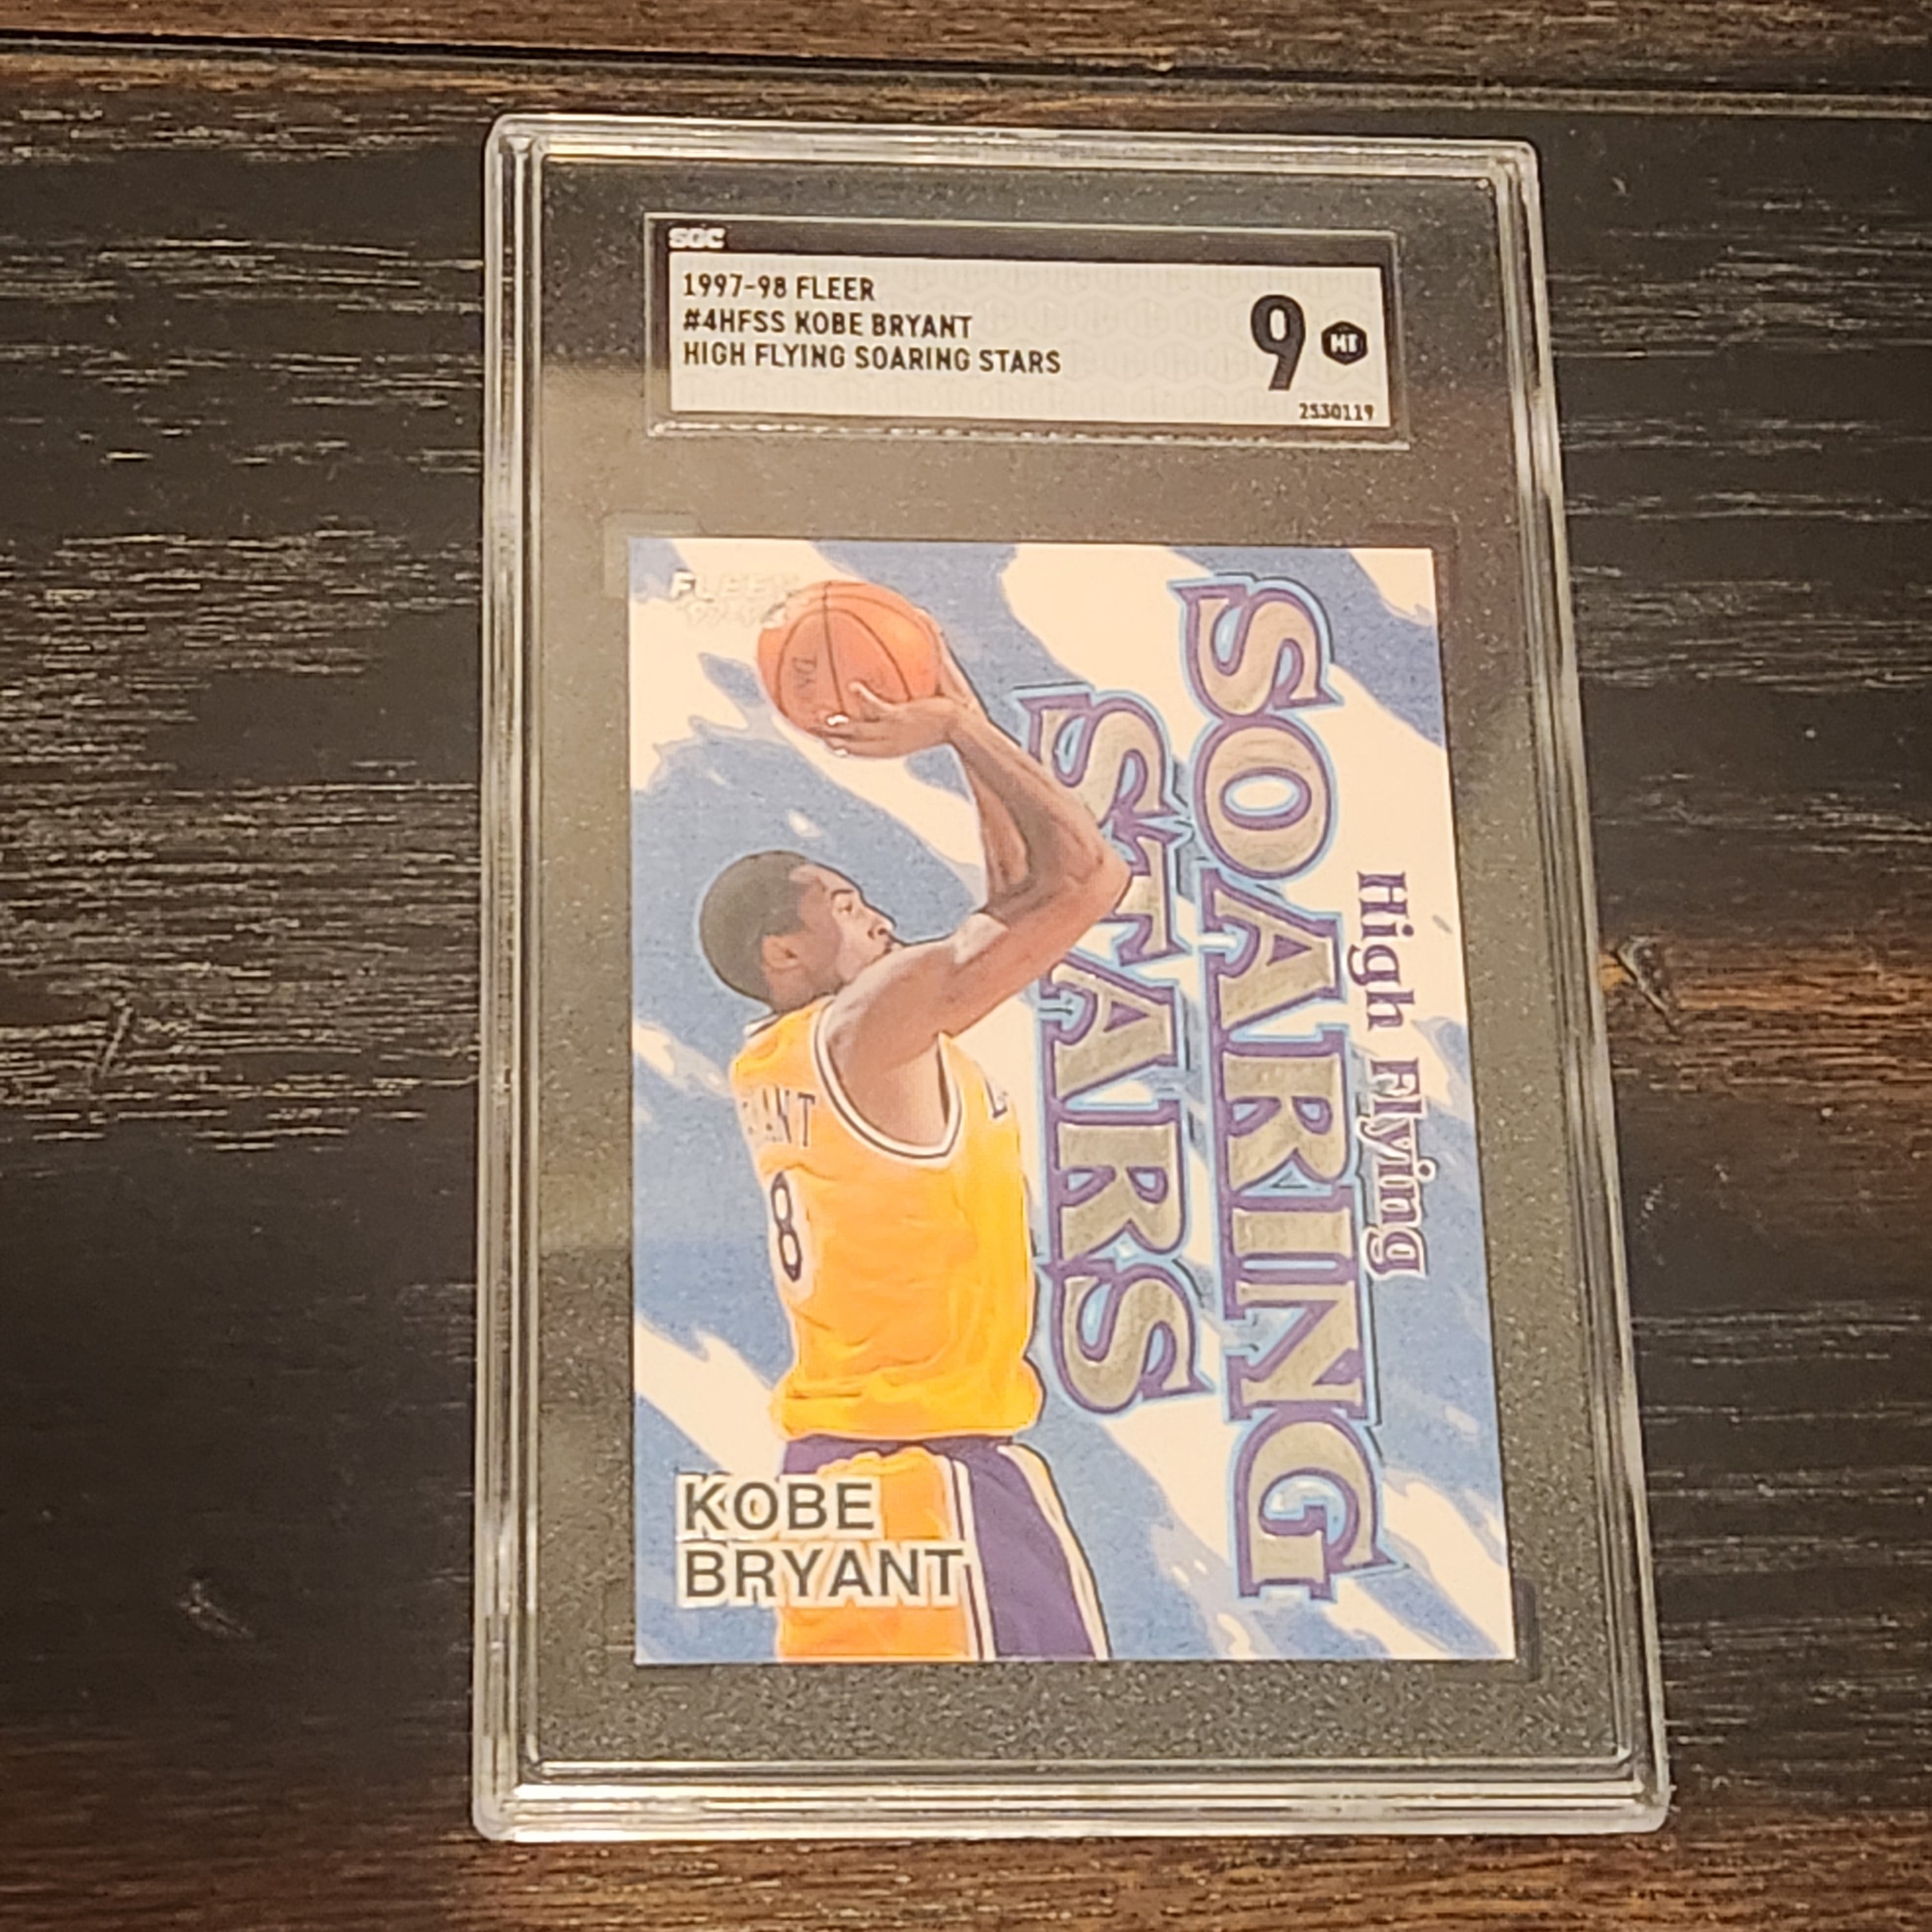 SGC
1997-98 FLEER
#4HFSS KOBE BRYANT
HIGH FLYING SOARING STARS
9
MT
2530119
FLEER
High Flying
SOARING
STARS
8
KOBE
BRYANT